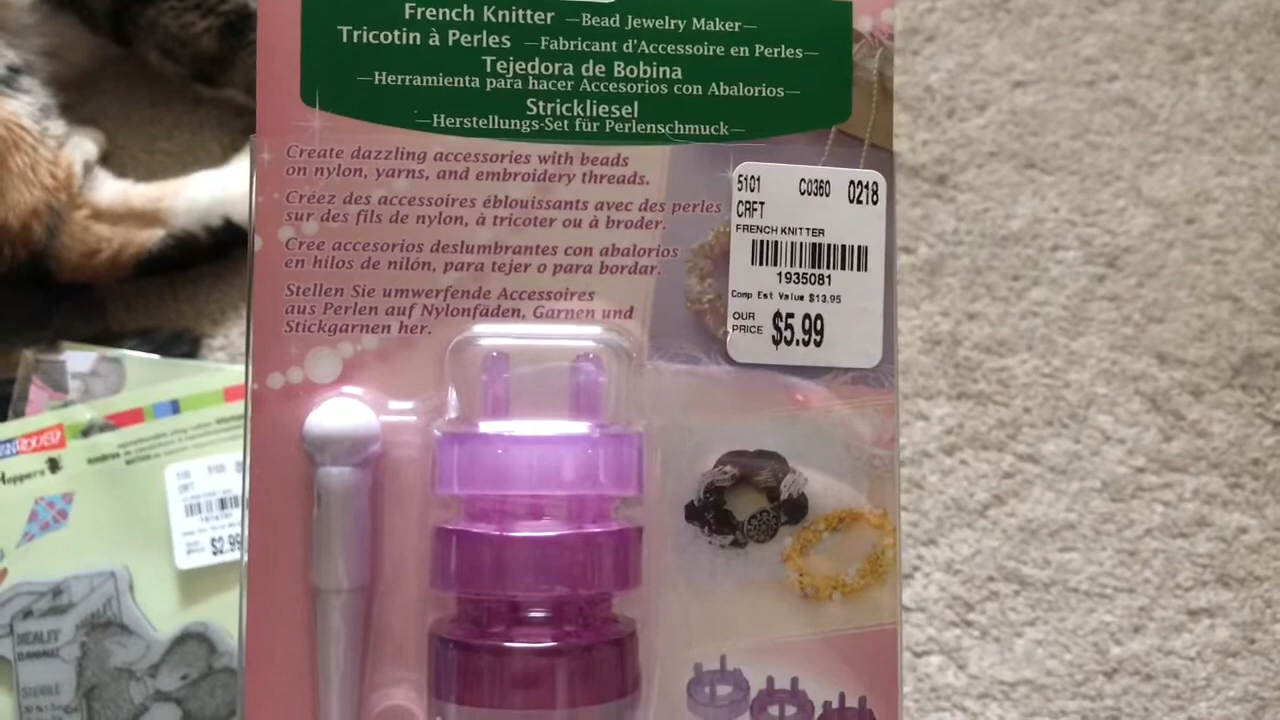 French Knitter —Bead Jewelry Maker—
Tricotin à Perles —Fabricant d'Accessoire en Perles—
Tejedora de Bobina
—Herramienta para hacer Accesorios con Abalorios—
Strickliesel
—Herstellungs-Set für Perlenschmuck—
Create dazzling accessories with beads
on nylon, yarns, and embroidery threads.
Créez des accessoires éblouissants avec des perles
sur des fils de nylon, à tricoter ou à broder.
Cree accesorios deslumbrantes con abalorios
en hilos de nilón, para tejer o para bordar.
Stellen Sie umwerfende Accessoires
aus Perlen auf Nylonfäden, Garnen und
Stickgarnen her.
5101 C0360 0218
CRFT
FRENCH KNITTER
1935081
Comp Est Value $13.95
OUR
PRICE $5.99
Hoppers
$2.99